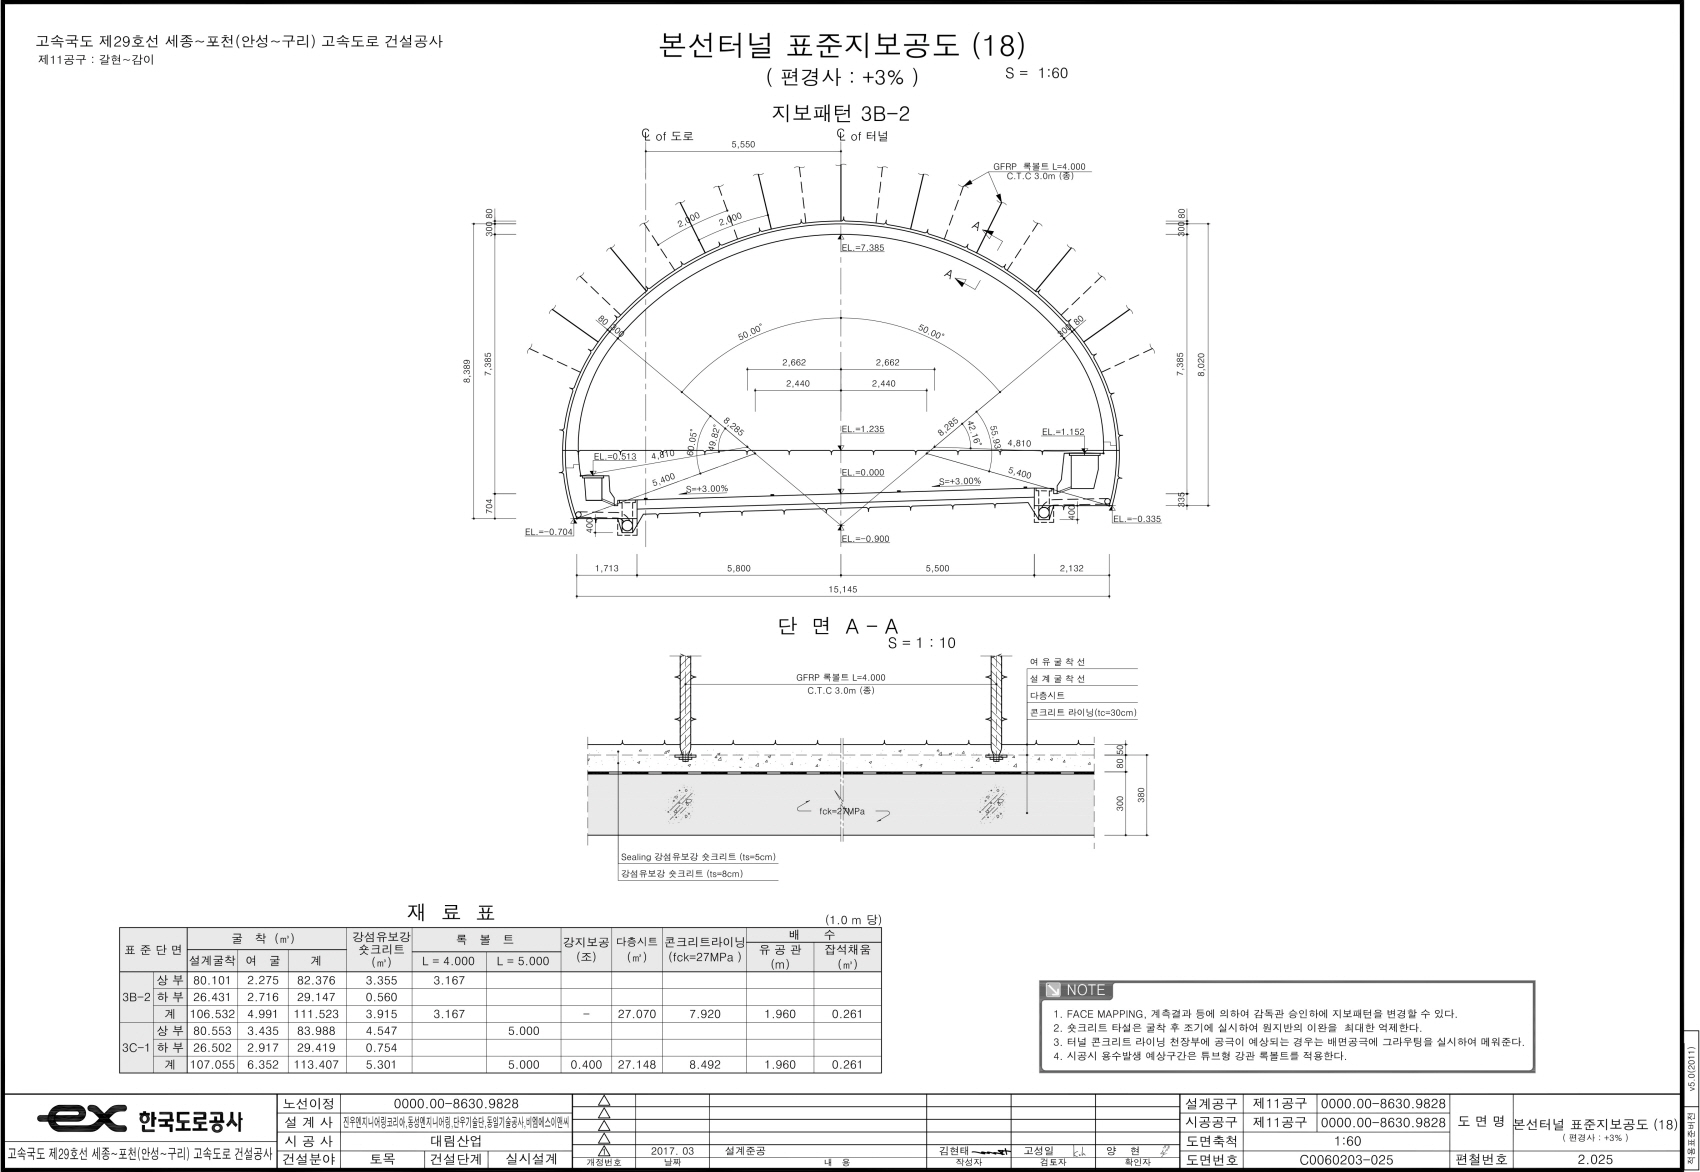 고속국도 제29호선 세종~포천(안성~구리) 고속도로 건설공사
제11공구 : 갈현~감이
본선터널 표준지보공도 (18)
( 편경사 : +3% )
S = 1:60
지보패턴 3B-2
℄ of 도로
℄ of 터널
5,550
GFRP 록볼트 L=4.000
C.T.C 3.0m (종)
2,000
2,000
A
A
300 80
300 80
EL.=7.385
80 300
300 80
50.00°
50.00°
2,662
2,662
2,440
2,440
8,389
7,385
7,385
8,020
8,285
8,285
60.05°
49.82°
42.16°
55.93°
EL.=1.235
EL.=1.152
4,810
4,810
EL.=0.513
5,400
5,400
EL.=0.000
S=+3.00%
S=+3.00%
704
335
400
400
EL.=-0.704
EL.=-0.335
EL.=-0.900
1,713
5,800
5,500
2,132
15,145
단 면 A - A
S = 1 : 10
GFRP 록볼트 L=4.000
C.T.C 3.0m (종)
여 유 굴 착 선
설 계 굴 착 선
다층시트
콘크리트 라이닝(tc=30cm)
80 50
300
380
fck=27MPa
Sealing 강섬유보강 숏크리트 (ts=5cm)
강섬유보강 숏크리트 (ts=8cm)
재 료 표
(1.0 m 당)
표 준 단 면 굴 착 (㎥) 강섬유보강 숏크리트 (㎥) 록 볼 트 강지보공 (조) 다층시트 (㎡) 콘크리트라이닝 (fck=27MPa ) 배 수
설계굴착 여 굴 계 L = 4.000 L = 5.000 유 공 관 (m) 잡석채움 (㎥)
3B-2 상 부 80.101 2.275 82.376 3.355 3.167
하 부 26.431 2.716 29.147 0.560
계 106.532 4.991 111.523 3.915 3.167 - 27.070 7.920 1.960 0.261
3C-1 상 부 80.553 3.435 83.988 4.547 5.000
하 부 26.502 2.917 29.419 0.754
계 107.055 6.352 113.407 5.301 5.000 0.400 27.148 8.492 1.960 0.261
NOTE
1. FACE MAPPING, 계측결과 등에 의하여 감독관 승인하에 지보패턴을 변경할 수 있다.
2. 숏크리트 타설은 굴착 후 조기에 실시하여 원지반의 이완을 최대한 억제한다.
3. 터널 콘크리트 라이닝 천장부에 공극이 예상되는 경우는 배면공극에 그라우팅을 실시하여 메워준다.
4. 시공시 용수발생 예상구간은 튜브형 강관 록볼트를 적용한다.
적용표준버전 v5.0(2011)
ex 한국도로공사
고속국도 제29호선 세종~포천(안성~구리) 고속도로 건설공사
노선이정 0000.00-8630.9828
설 계 사 진우엔지니어링코리아,동성엔지니어링,단우기술단,동일기술공사,비엠에스이엔씨
시 공 사 대림산업
건설분야 토목 건설단계 실시설계
1 2017. 03 설계준공 김현태 고성일 양 현
개정번호 날짜 내 용 작성자 검토자 확인자
설계공구 제11공구 0000.00-8630.9828
시공공구 제11공구 0000.00-8630.9828
도면축척 1:60
도면번호 C0060203-025
도 면 명 본선터널 표준지보공도 (18)
( 편경사 : +3% )
편철번호 2.025